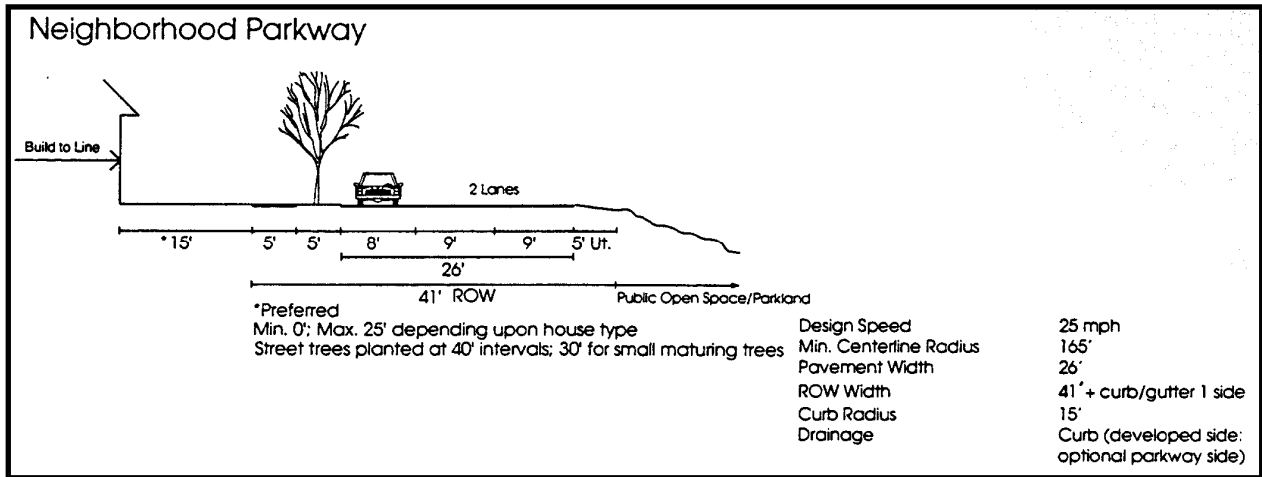 Neighborhood Parkway
Build to Line
2 Lanes
*15' 5' 5' 8' 9' 9' 5' Ut.
26'
41' ROW
Public Open Space/Parkland
*Preferred
Min. 0'; Max. 25' depending upon house type
Street trees planted at 40' intervals; 30' for small maturing trees
Design Speed 25 mph
Min. Centerline Radius 165'
Pavement Width 26'
ROW Width 41' + curb/gutter 1 side
Curb Radius 15'
Drainage Curb (developed side:
optional parkway side)